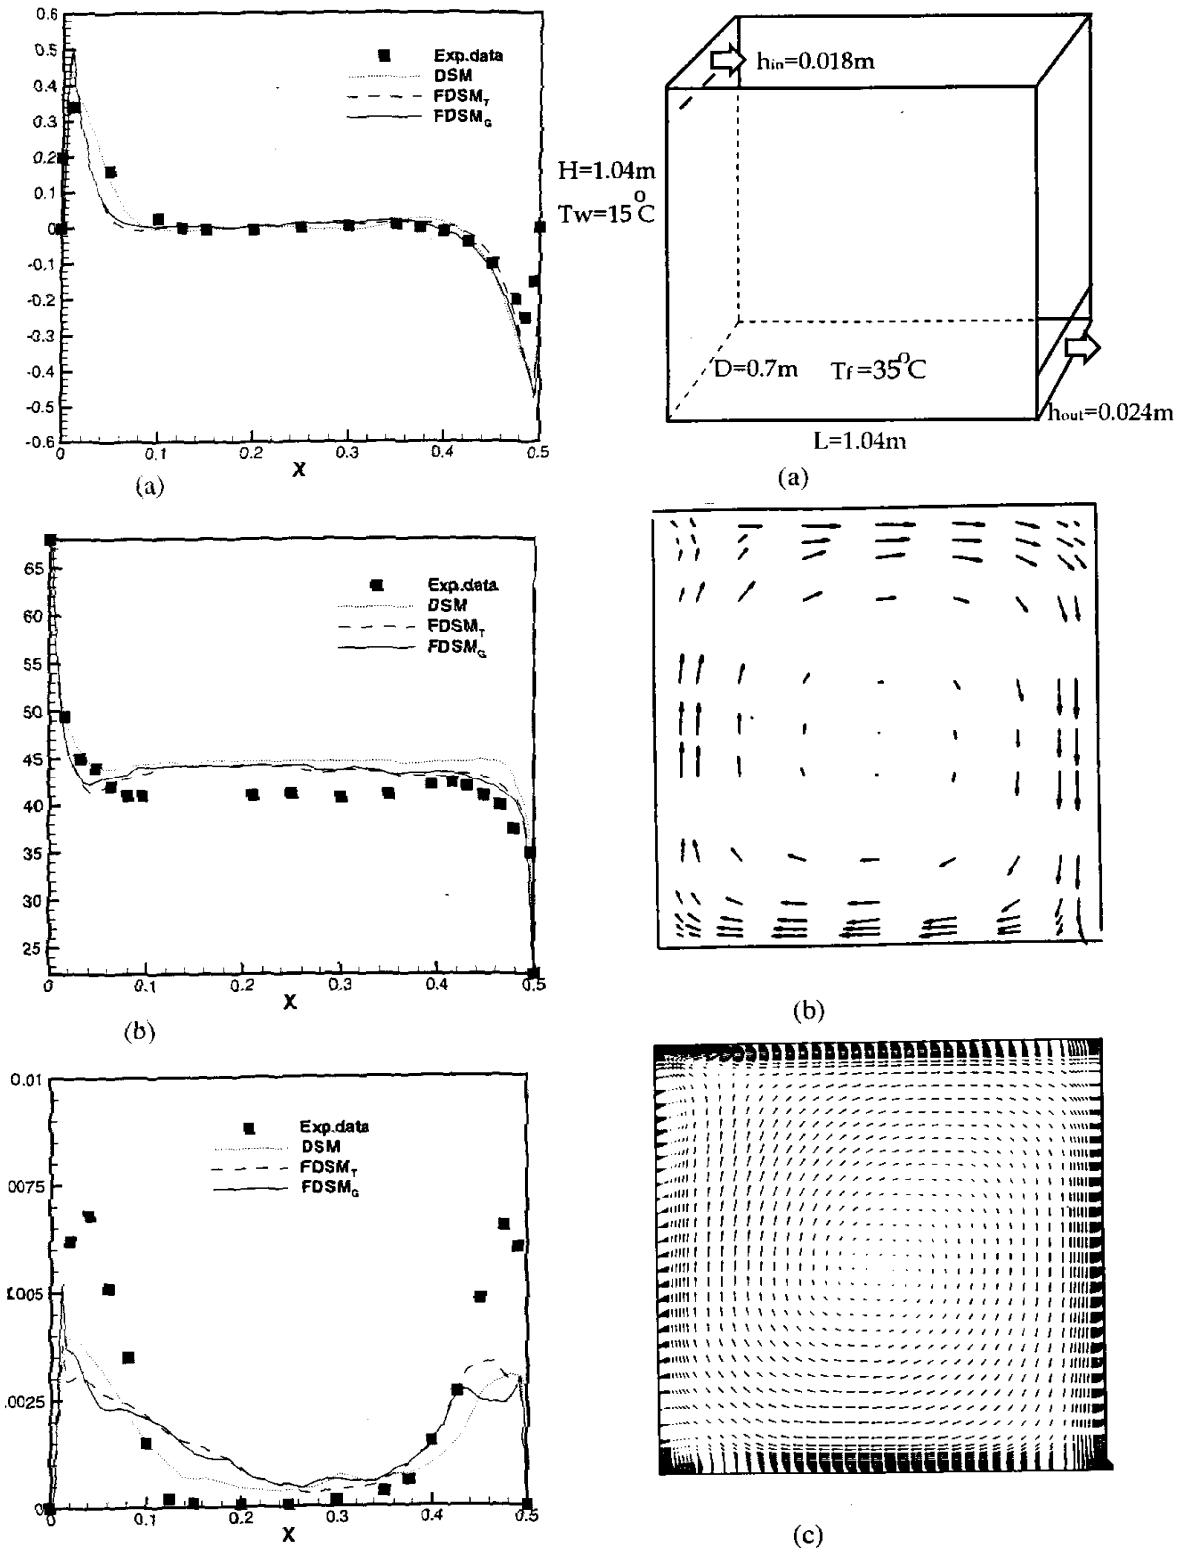 0.6
0.5
0.4
0.3
0.2
0.1
0
-0.1
-0.2
-0.3
-0.4
-0.5
-0.6
Exp.data
DSM
FDSM_T
FDSM_G
0 0.1 0.2 0.3 0.4 0.5
X
(a)
65
60
55
50
45
40
35
30
25
Exp.data
DSM
FDSM_T
FDSM_G
0 0.1 0.2 0.3 0.4 0.5
X
(b)
0.01
.0075
.005
.0025
0
Exp.data
DSM
FDSM_T
FDSM_G
0 0.1 0.2 0.3 0.4 0.5
X
hin=0.018m
H=1.04m
Tw=15°C
D=0.7m Tf=35°C
hout=0.024m
L=1.04m
(a)
(b)
(c)